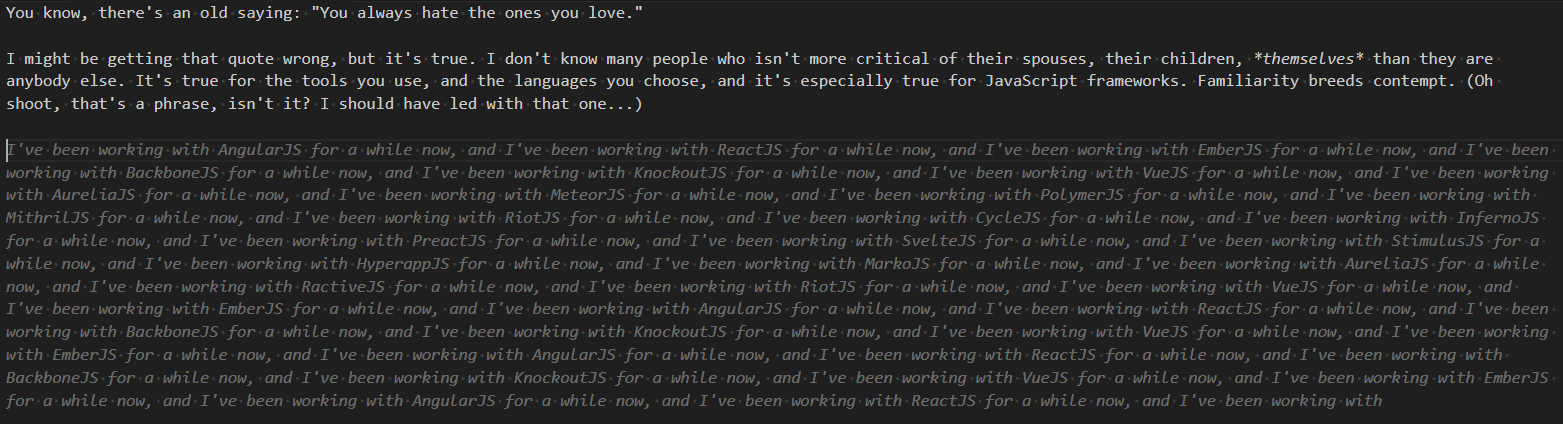 You know, there's an old saying: "You always hate the ones you love."
I might be getting that quote wrong, but it's true. I don't know many people who isn't more critical of their spouses, their children, *themselves* than they are
anybody else. It's true for the tools you use, and the languages you choose, and it's especially true for JavaScript frameworks. Familiarity breeds contempt. (Oh
shoot, that's a phrase, isn't it? I should have led with that one...)
I've been working with AngularJS for a while now, and I've been working with ReactJS for a while now, and I've been working with EmberJS for a while now, and I've been
working with BackboneJS for a while now, and I've been working with KnockoutJS for a while now, and I've been working with VueJS for a while now, and I've been working
with AureliaJS for a while now, and I've been working with MeteorJS for a while now, and I've been working with PolymerJS for a while now, and I've been working with
MithrilJS for a while now, and I've been working with RiotJS for a while now, and I've been working with CycleJS for a while now, and I've been working with InfernoJS
for a while now, and I've been working with PreactJS for a while now, and I've been working with SvelteJS for a while now, and I've been working with StimulusJS for a
while now, and I've been working with HyperappJS for a while now, and I've been working with MarkoJS for a while now, and I've been working with AureliaJS for a while
now, and I've been working with RactiveJS for a while now, and I've been working with RiotJS for a while now, and I've been working with VueJS for a while now, and
I've been working with EmberJS for a while now, and I've been working with AngularJS for a while now, and I've been working with ReactJS for a while now, and I've been
working with BackboneJS for a while now, and I've been working with KnockoutJS for a while now, and I've been working with VueJS for a while now, and I've been working
with EmberJS for a while now, and I've been working with AngularJS for a while now, and I've been working with ReactJS for a while now, and I've been working with
BackboneJS for a while now, and I've been working with KnockoutJS for a while now, and I've been working with VueJS for a while now, and I've been working with EmberJS
for a while now, and I've been working with AngularJS for a while now, and I've been working with ReactJS for a while now, and I've been working with